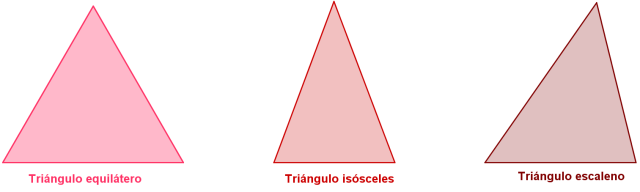 Triángulo equilátero
Triángulo isósceles
Triángulo escaleno